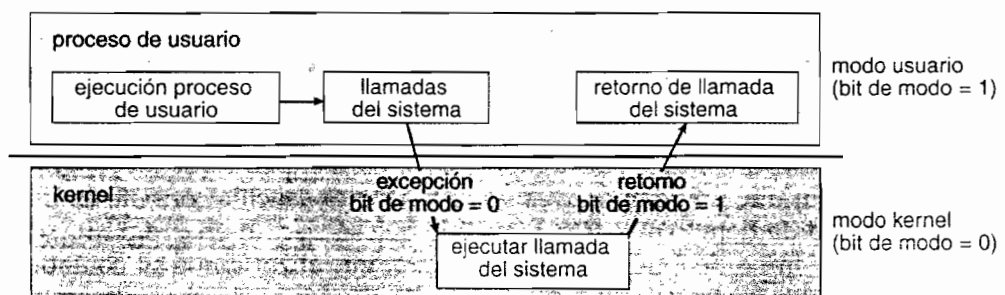 proceso de usuario
ejecución proceso
de usuario
llamadas
del sistema
retorno de llamada
del sistema
modo usuario
(bit de modo = 1)
kernel
excepción
bit de modo = 0
retorno
bit de modo = 1
ejecutar llamada
del sistema
modo kernel
(bit de modo = 0)